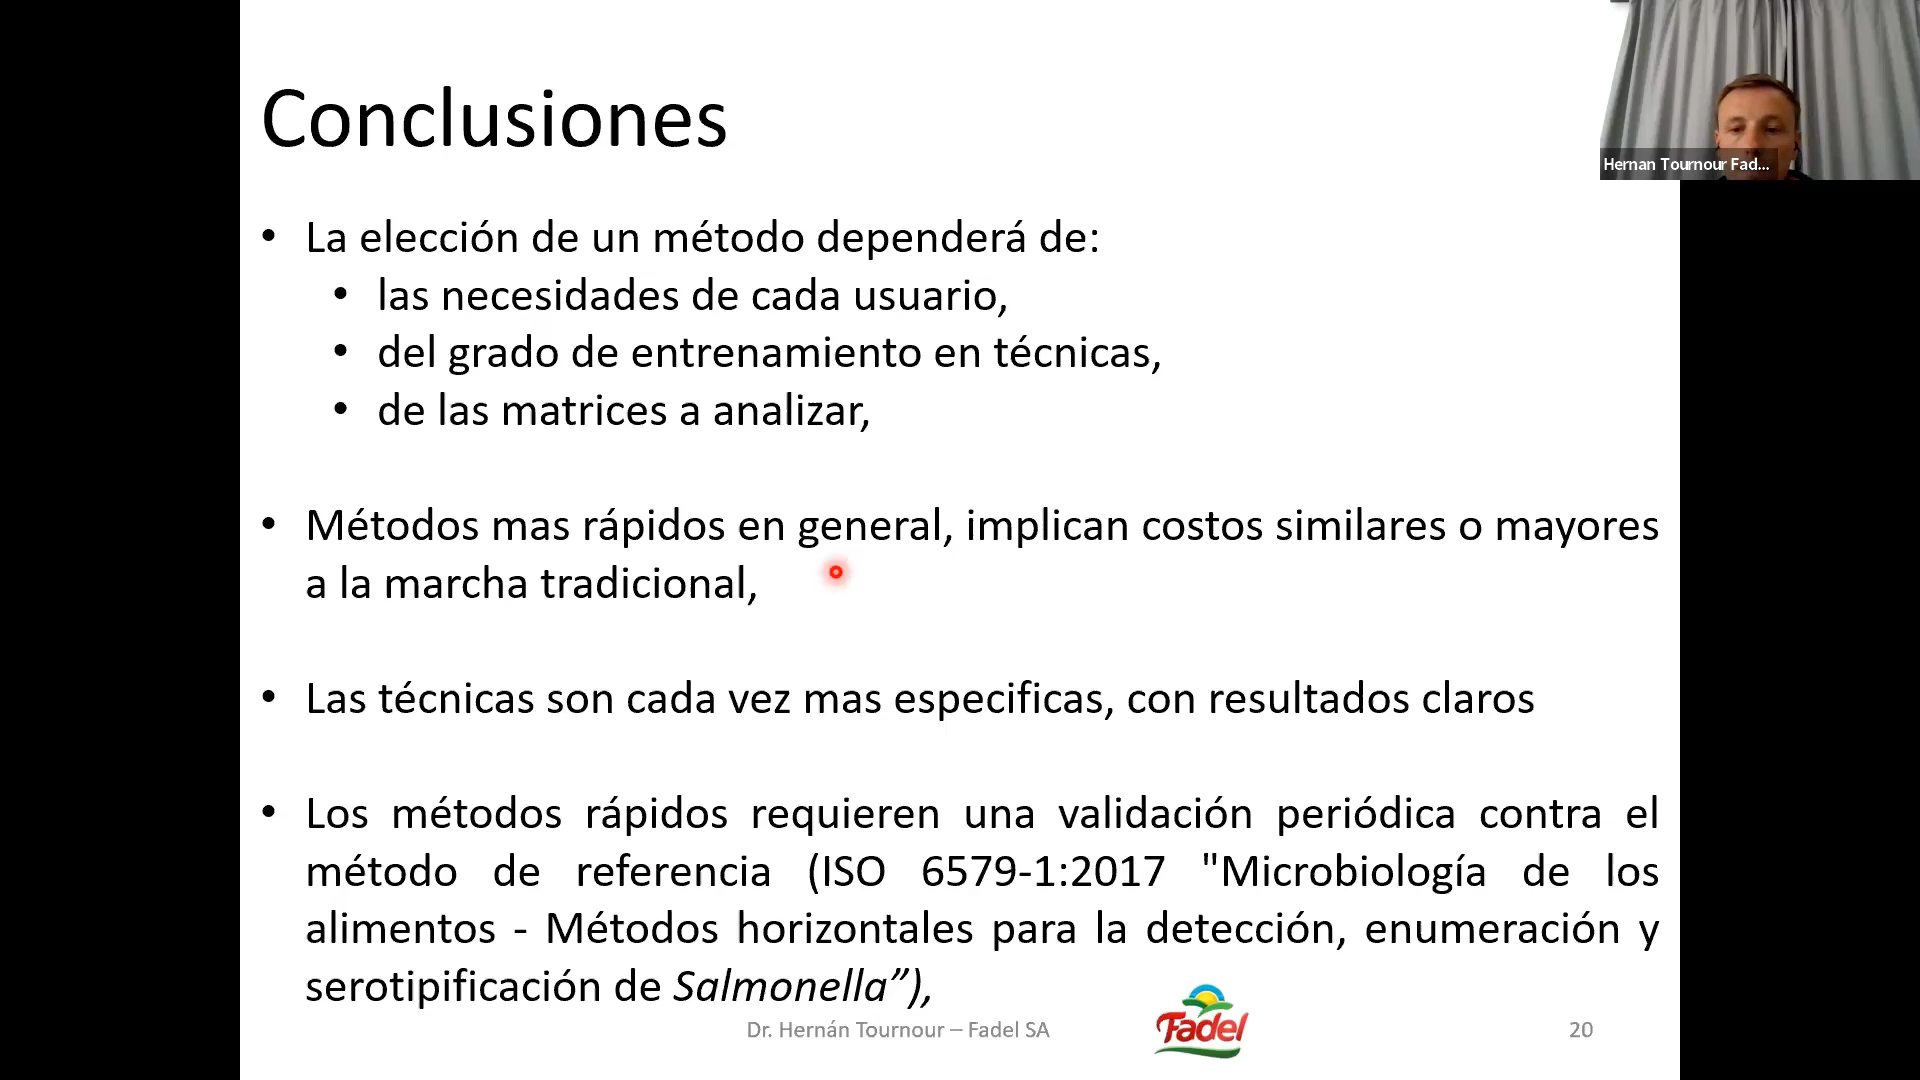 Conclusiones
Hernan Tournour Fad...
• La elección de un método dependerá de:
• las necesidades de cada usuario,
• del grado de entrenamiento en técnicas,
• de las matrices a analizar,
• Métodos mas rápidos en general, implican costos similares o mayores
a la marcha tradicional,
• Las técnicas son cada vez mas especificas, con resultados claros
• Los métodos rápidos requieren una validación periódica contra el
método de referencia (ISO 6579-1:2017 "Microbiología de los
alimentos - Métodos horizontales para la detección, enumeración y
serotipificación de Salmonella”),
Dr. Hernán Tournour – Fadel SA
Fadel
20